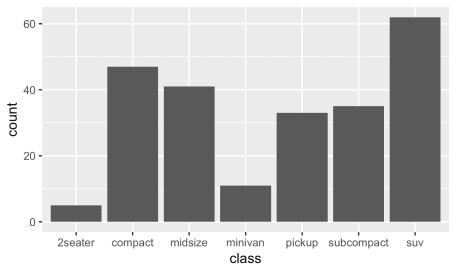 60
40
20
0
count
2seater compact midsize minivan pickup subcompact suv
class